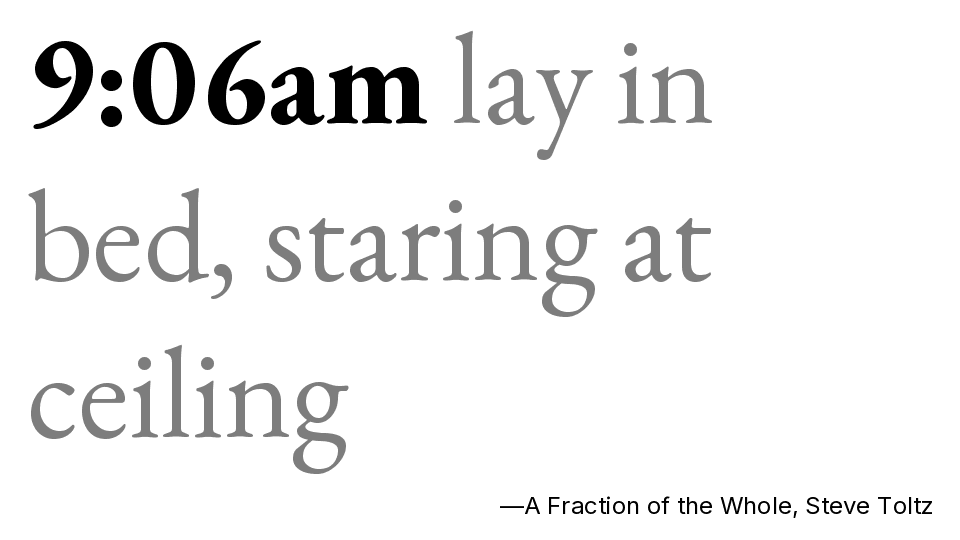 9:06am lay in
bed, staring at
ceiling
—A Fraction of the Whole, Steve Toltz